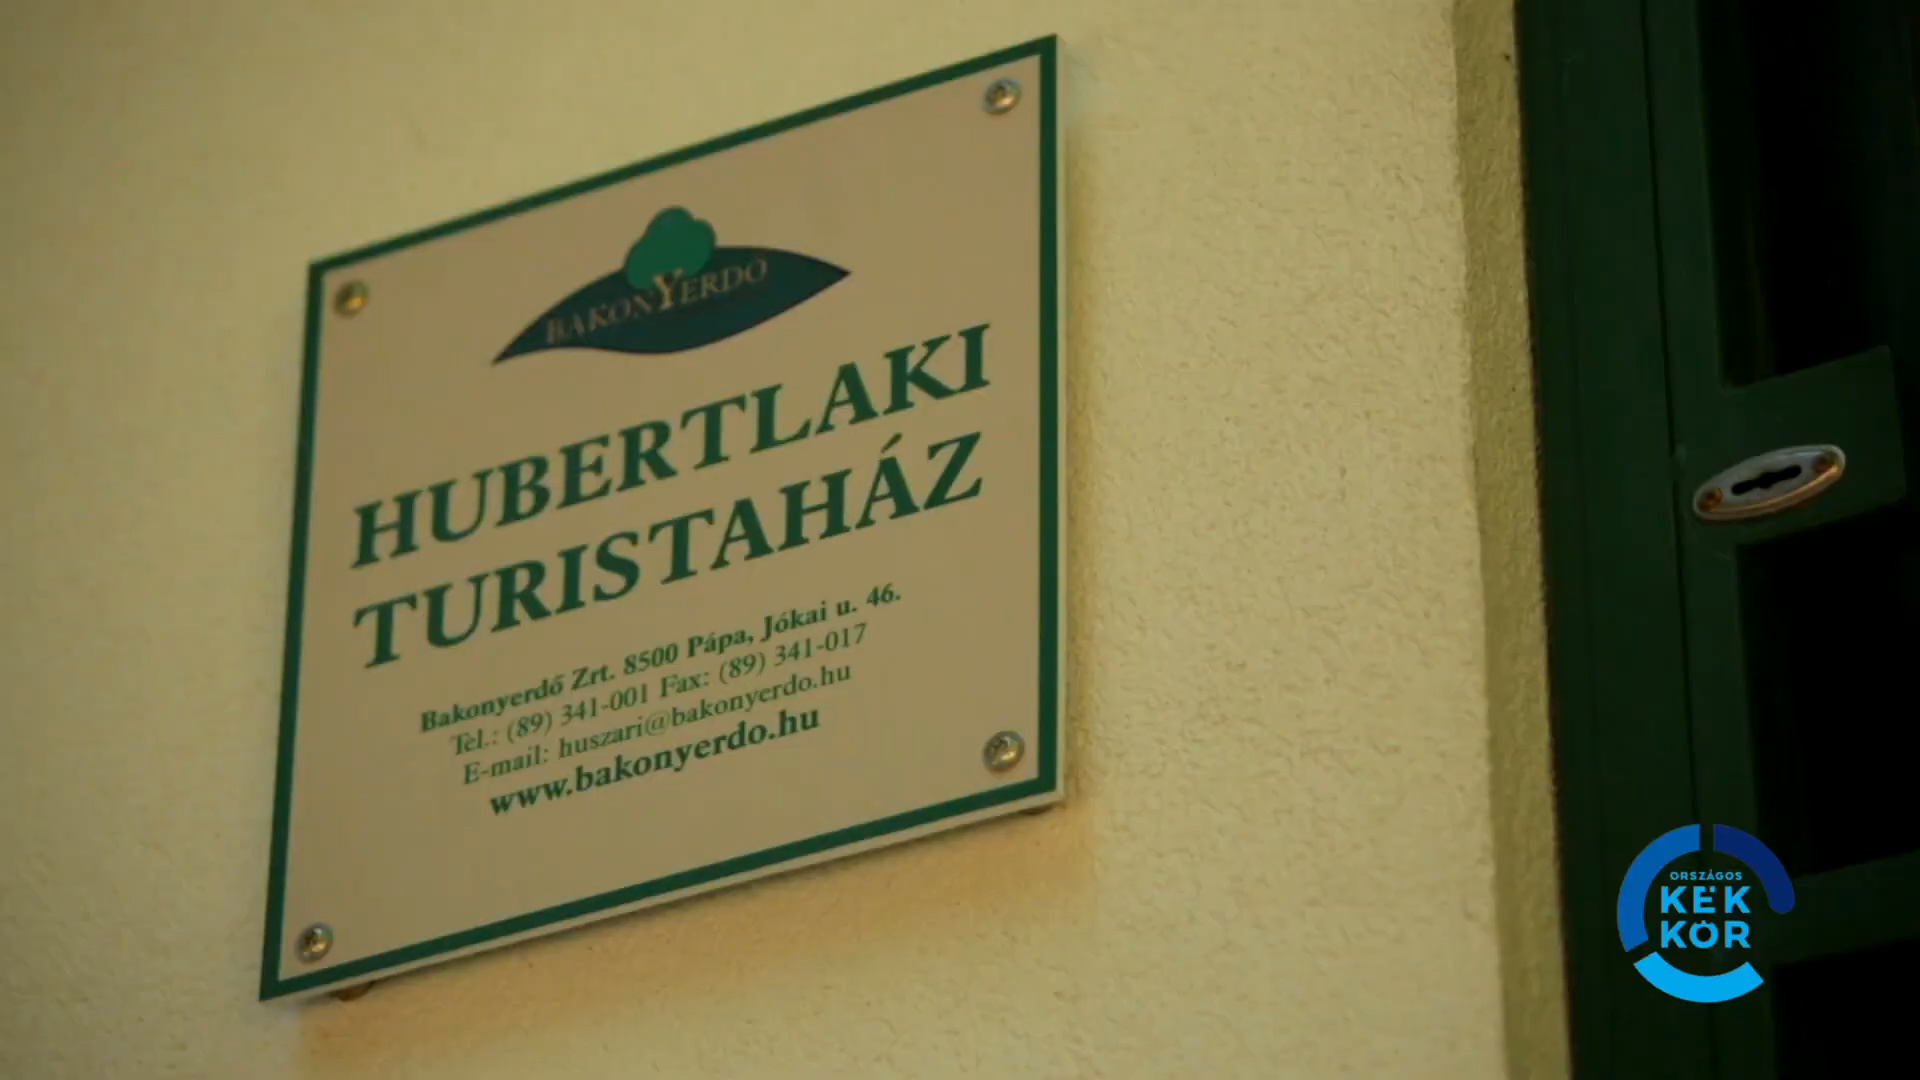 BAKONYERDŐ
HUBERTLAKI
TURISTAHÁZ
Bakonyerdő Zrt. 8500 Pápa, Jókai u. 46.
Tel.: (89) 341-001 Fax: (89) 341-017
E-mail: huszari@bakonyerdo.hu
www.bakonyerdo.hu
ORSZÁGOS
KÉK
KÖR